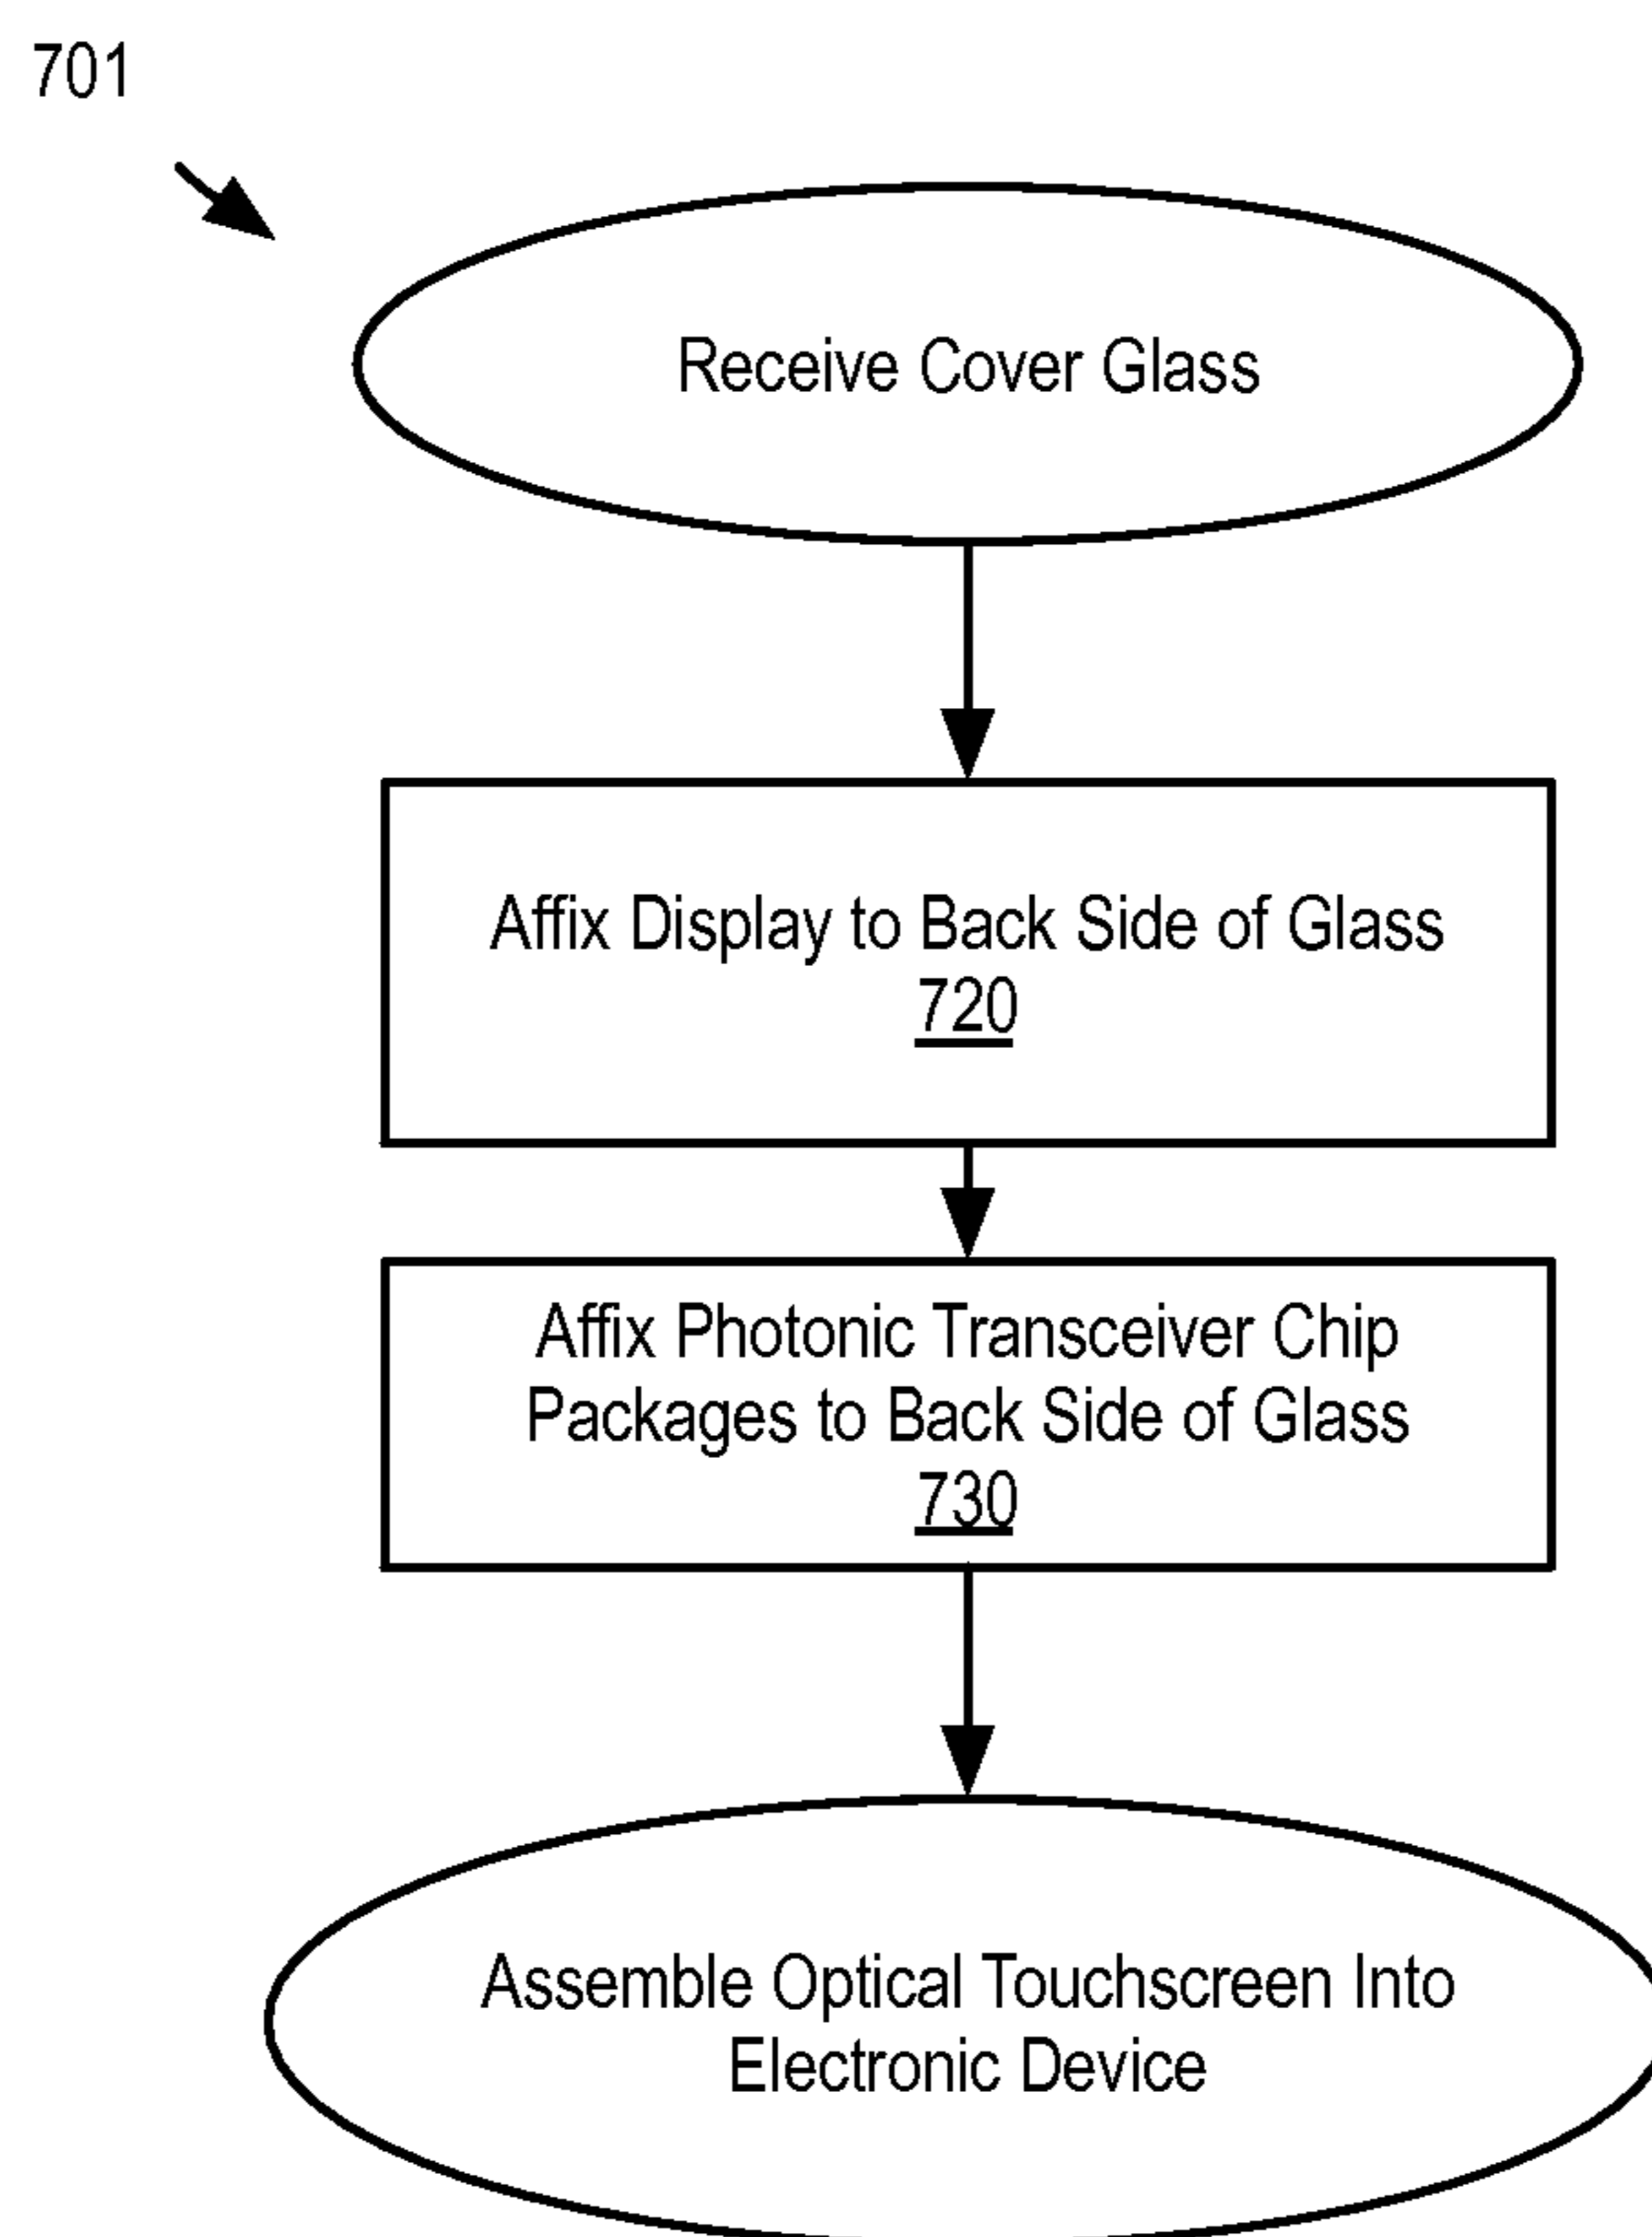 701
Receive Cover Glass
Affix Display to Back Side of Glass
720
Affix Photonic Transceiver Chip
Packages to Back Side of Glass
730
Assemble Optical Touchscreen Into
Electronic Device